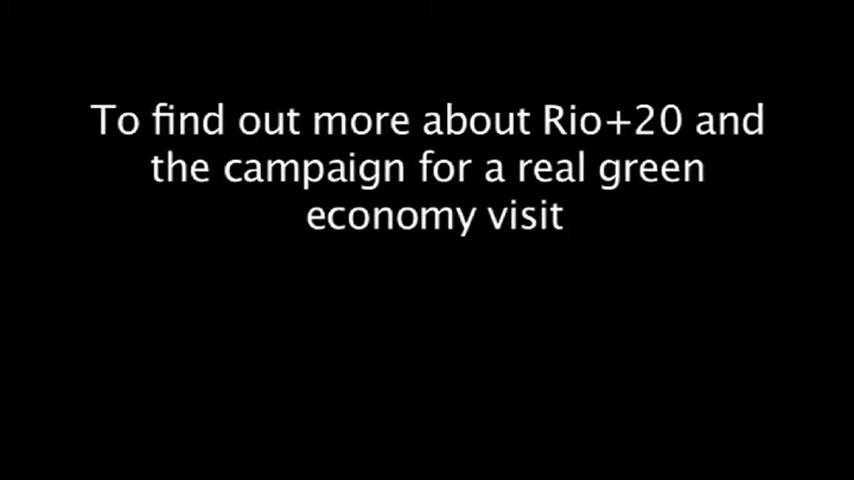 To find out more about Rio+20 and
the campaign for a real green
economy visit